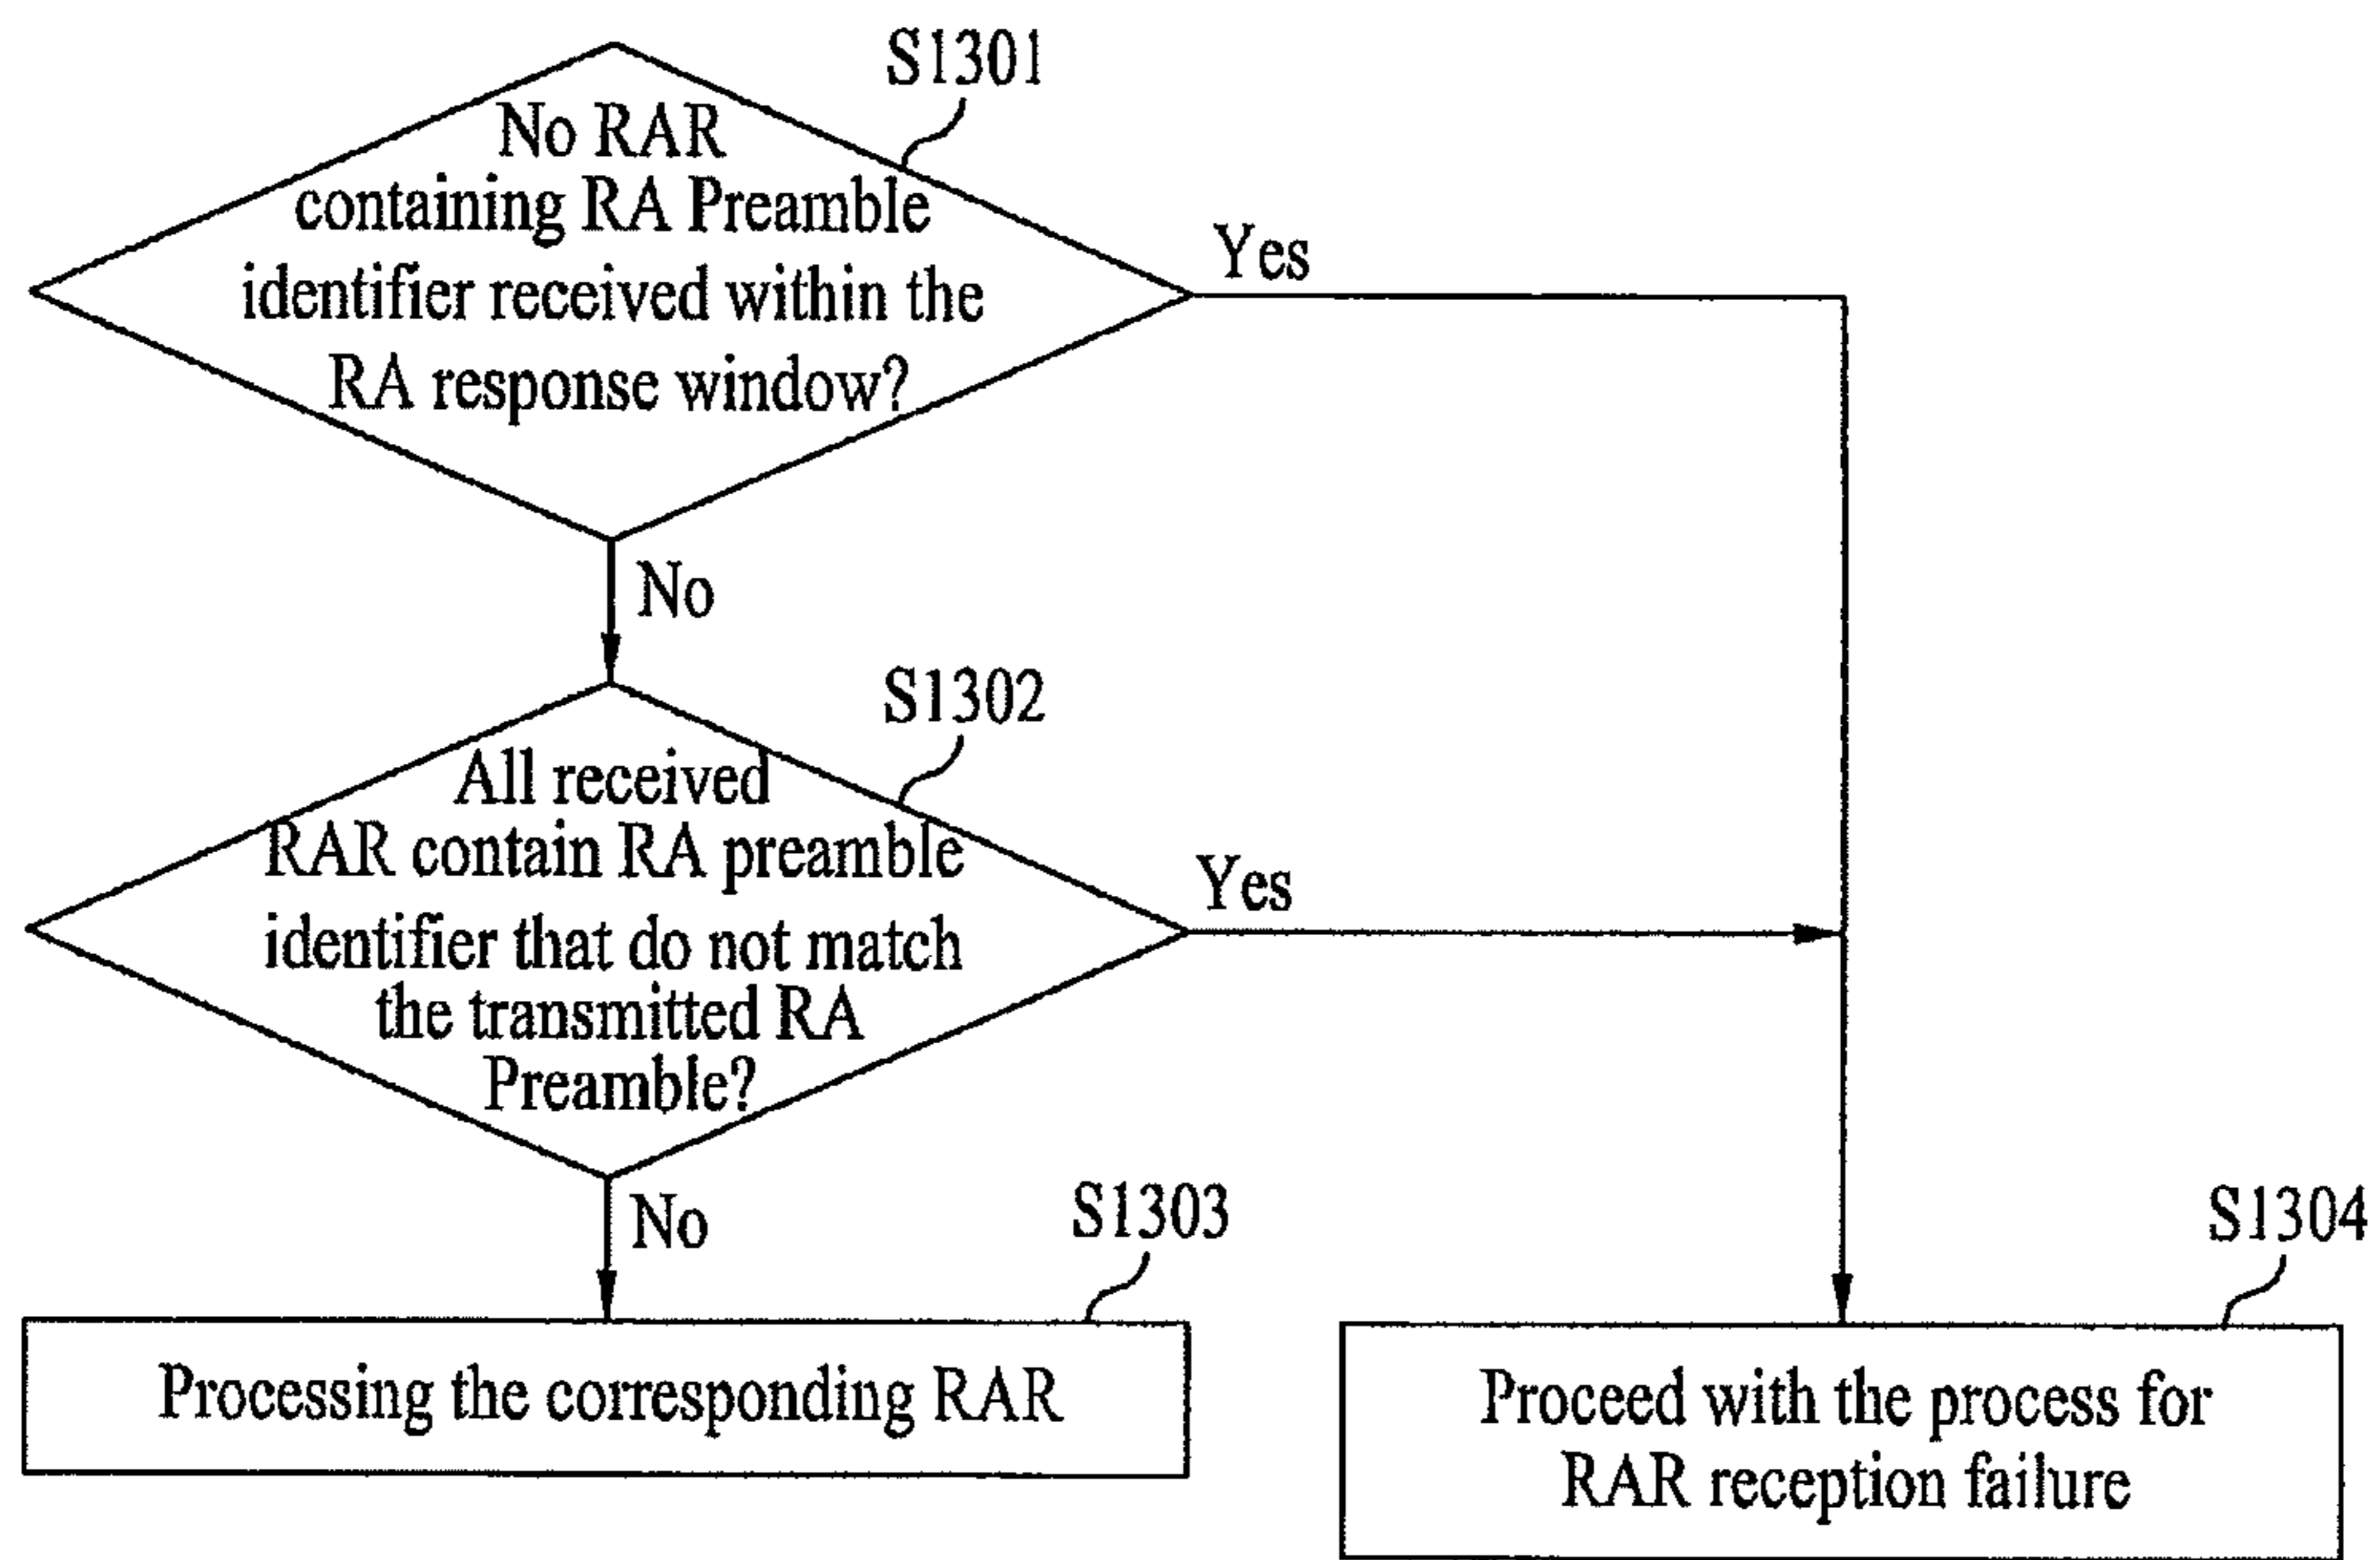 S1301
No RAR
containing RA Preamble
identifier received within the
RA response window?
Yes
No
S1302
All received
RAR contain RA preamble
identifier that do not match
the transmitted RA
Preamble?
Yes
No
S1303
Processing the corresponding RAR
S1304
Proceed with the process for
RAR reception failure